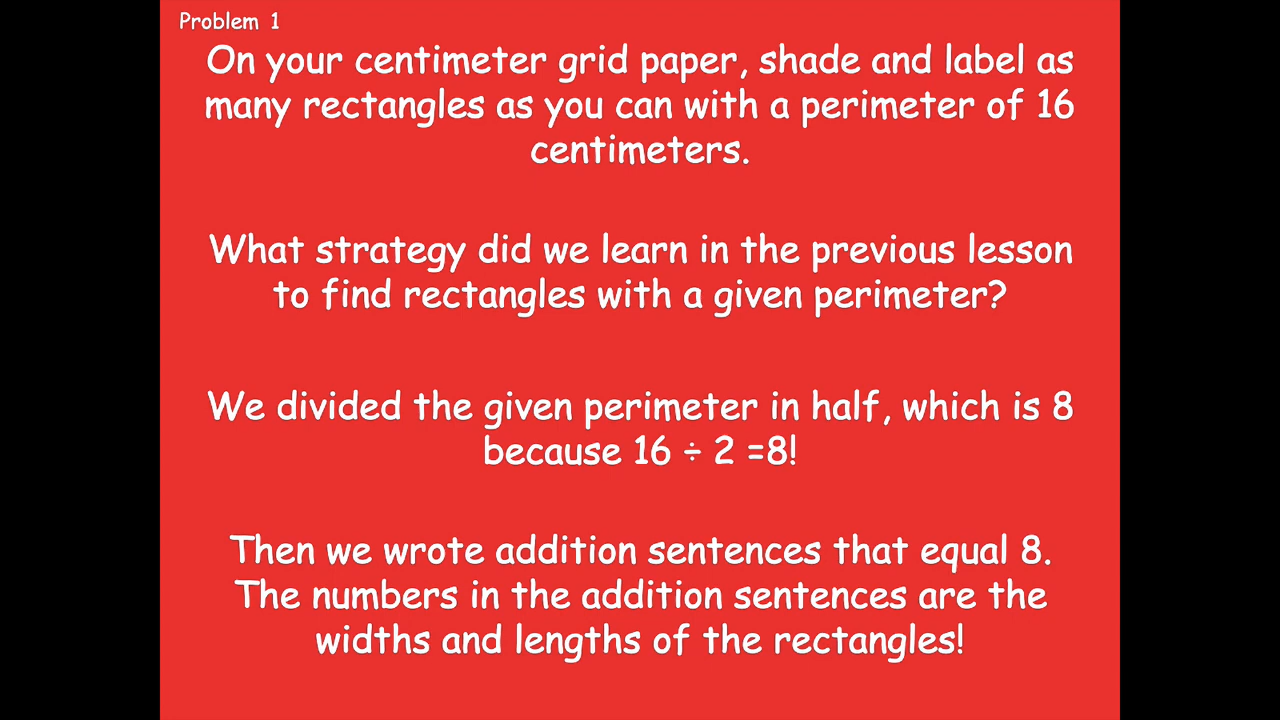 Problem 1
On your centimeter grid paper, shade and label as
many rectangles as you can with a perimeter of 16
centimeters.
What strategy did we learn in the previous lesson
to find rectangles with a given perimeter?
We divided the given perimeter in half, which is 8
because 16 ÷ 2 =8!
Then we wrote addition sentences that equal 8.
The numbers in the addition sentences are the
widths and lengths of the rectangles!